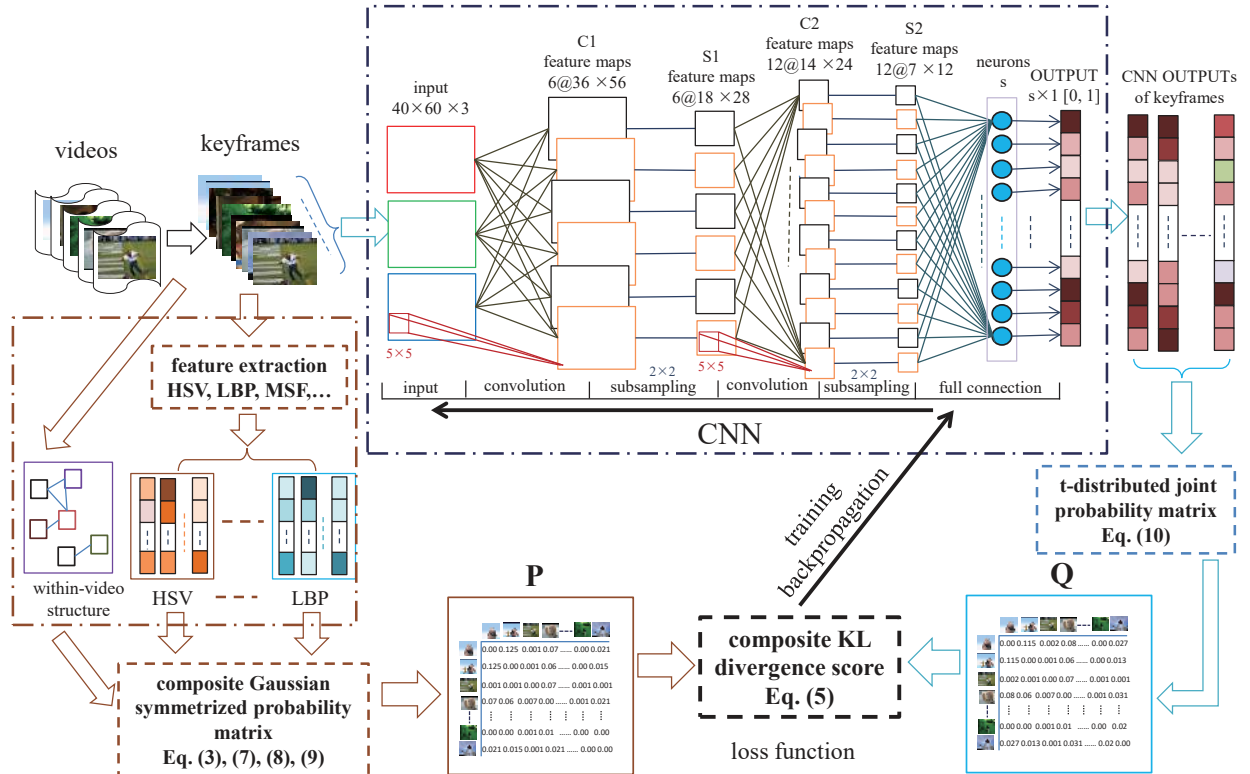 videos
keyframes
input
40×60 ×3
C1
feature maps
6@36 ×56
S1
feature maps
6@18 ×28
C2
feature maps
12@14 ×24
S2
feature maps
12@7 ×12
neurons
s
OUTPUT
s×1 [0, 1]
CNN OUTPUTs
of keyframes
5×5
2×2
5×5
2×2
input
convolution
subsampling
convolution
subsampling
full connection
CNN
feature extraction
HSV, LBP, MSF,...
within-video
structure
HSV
LBP
training
backpropagation
t-distributed joint
probability matrix
Eq. (10)
composite Gaussian
symmetrized probability
matrix
Eq. (3), (7), (8), (9)
P
0.00 0.125 0.001 0.07 ...... 0.00 0.021
0.125 0.00 0.001 0.06 ...... 0.00 0.015
0.001 0.001 0.00 0.07 ...... 0.001 0.001
0.07 0.06 0.007 0.00 ...... 0.001 0.021
0.00 0.00 0.001 0.01 ...... 0.00 0.00
0.021 0.015 0.001 0.021 ...... 0.00 0.00
composite KL
divergence score
Eq. (5)
loss function
Q
0.00 0.115 0.002 0.08 ...... 0.00 0.027
0.115 0.00 0.001 0.06 ...... 0.00 0.013
0.002 0.001 0.00 0.07 ...... 0.001 0.001
0.08 0.06 0.007 0.00 ...... 0.001 0.031
0.00 0.00 0.001 0.01 ...... 0.00 0.02
0.027 0.013 0.001 0.031 ...... 0.02 0.00